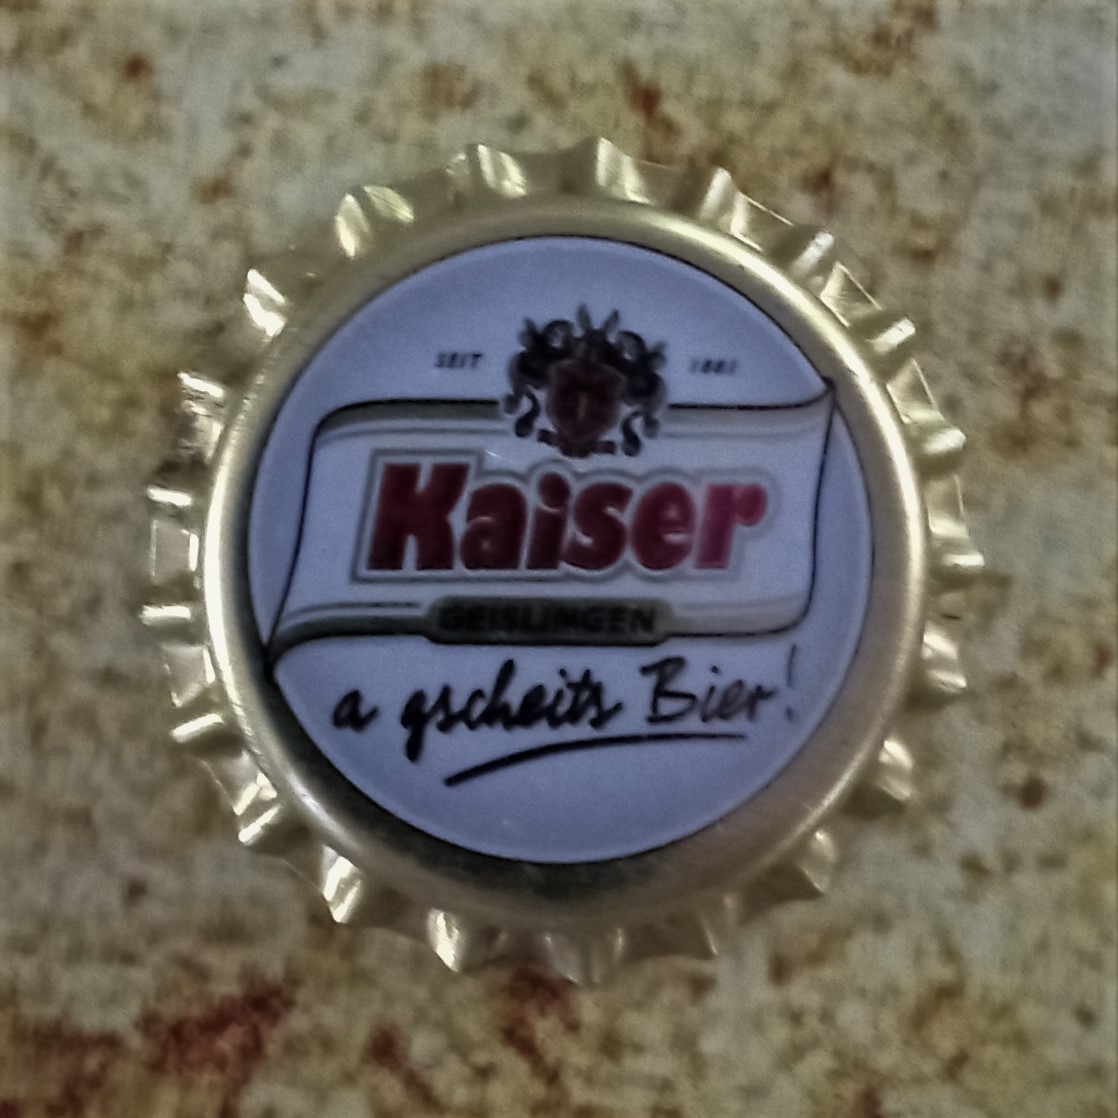 SEIT 1881
Kaiser
GEISLINGEN
a gscheits Bier!